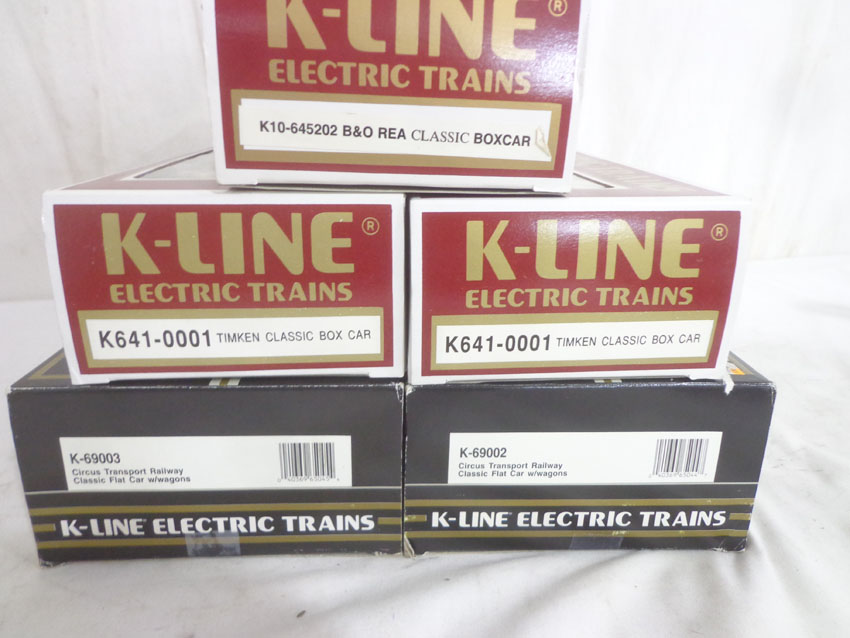 K-LINE ®
ELECTRIC TRAINS
K10-645202 B&O REA CLASSIC BOXCAR
K-LINE ®
ELECTRIC TRAINS
K641-0001 TIMKEN CLASSIC BOX CAR
K-LINE ®
ELECTRIC TRAINS
K641-0001 TIMKEN CLASSIC BOX CAR
K-69003
Circus Transport Railway
Classic Flat Car w/wagons
K-LINE ELECTRIC TRAINS
K-69002
Circus Transport Railway
Classic Flat Car w/wagons
K-LINE ELECTRIC TRAINS